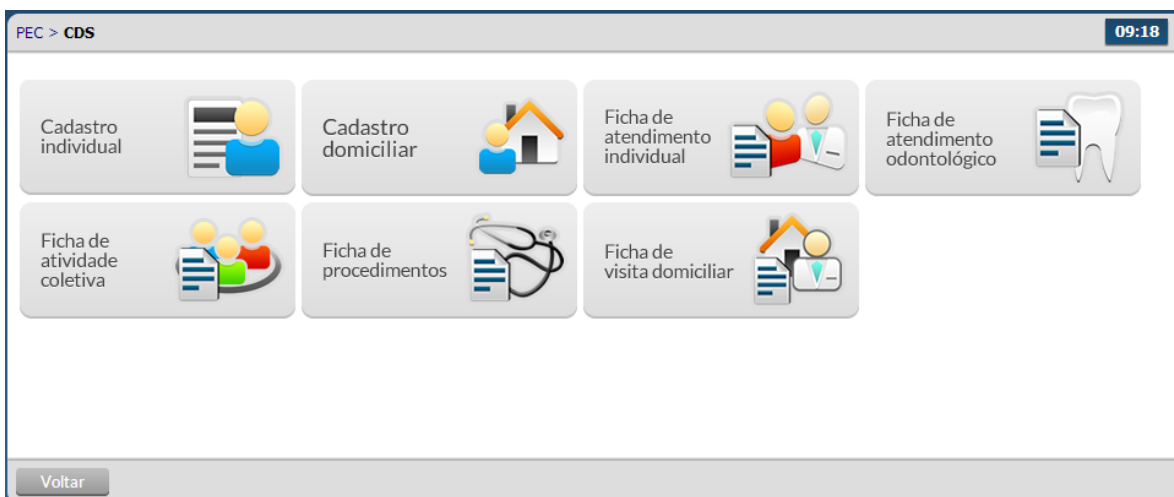 PEC > CDS
09:18
Cadastro
individual
Cadastro
domiciliar
Ficha de
atendimento
individual
Ficha de
atendimento
odontológico
Ficha de
atividade
coletiva
Ficha de
procedimentos
Ficha de
visita domiciliar
Voltar